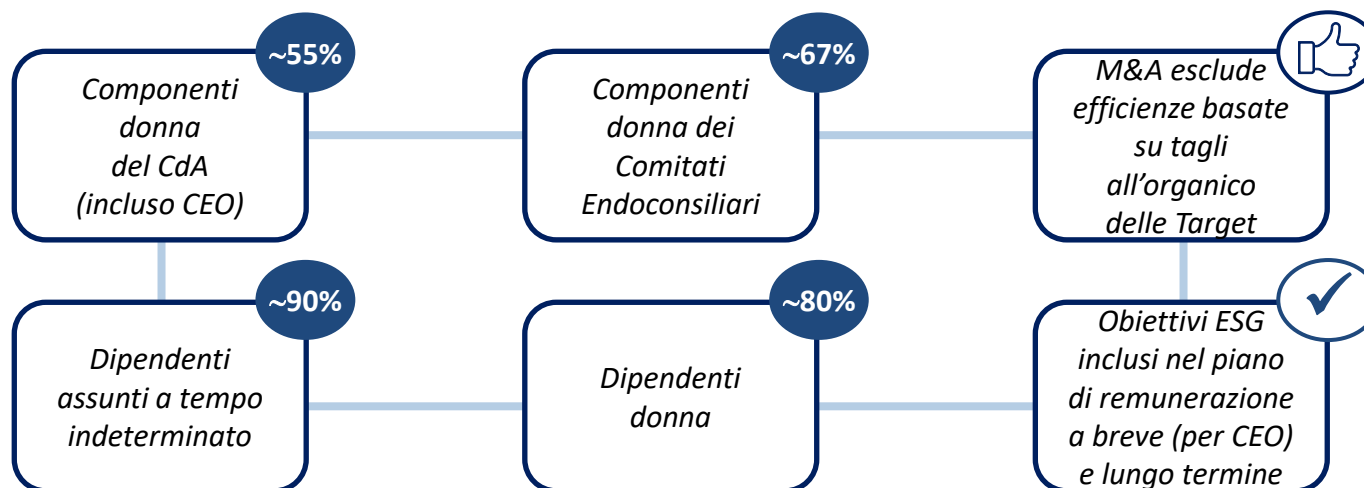 ~55%
Componenti
donna
del CdA
(incluso CEO)
~67%
Componenti
donna dei
Comitati
Endoconsiliari
M&A esclude
efficienze basate
su tagli
all’organico
delle Target
~90%
Dipendenti
assunti a tempo
indeterminato
~80%
Dipendenti
donna
Obiettivi ESG
inclusi nel piano
di remunerazione
a breve (per CEO)
e lungo termine